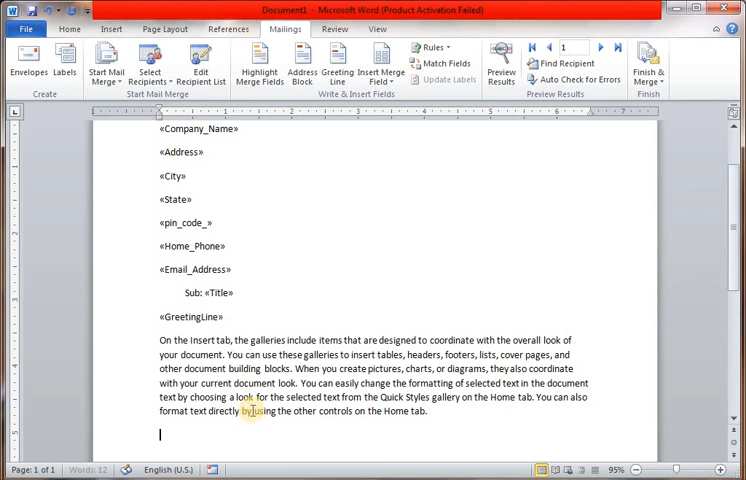 Document1 - Microsoft Word (Product Activation Failed)
File Home Insert Page Layout References Mailings Review View
Envelopes Labels Start Mail Merge Select Recipients Edit Recipient List Highlight Merge Fields Address Block Greeting Line Insert Merge Field Rules Match Fields Update Labels Preview Results 1 Find Recipient Auto Check for Errors Finish & Merge
Create Start Mail Merge Write & Insert Fields Preview Results Finish
1 1 2 3 4 5 6 7
«Company_Name»
«Address»
«City»
«State»
«pin_code_»
«Home_Phone»
«Email_Address»
Sub: «Title»
«GreetingLine»
On the Insert tab, the galleries include items that are designed to coordinate with the overall look of
your document. You can use these galleries to insert tables, headers, footers, lists, cover pages, and
other document building blocks. When you create pictures, charts, or diagrams, they also coordinate
with your current document look. You can easily change the formatting of selected text in the document
text by choosing a look for the selected text from the Quick Styles gallery on the Home tab. You can also
format text directly by using the other controls on the Home tab.
Page: 1 of 1 Words: 12 English (U.S.) 95%